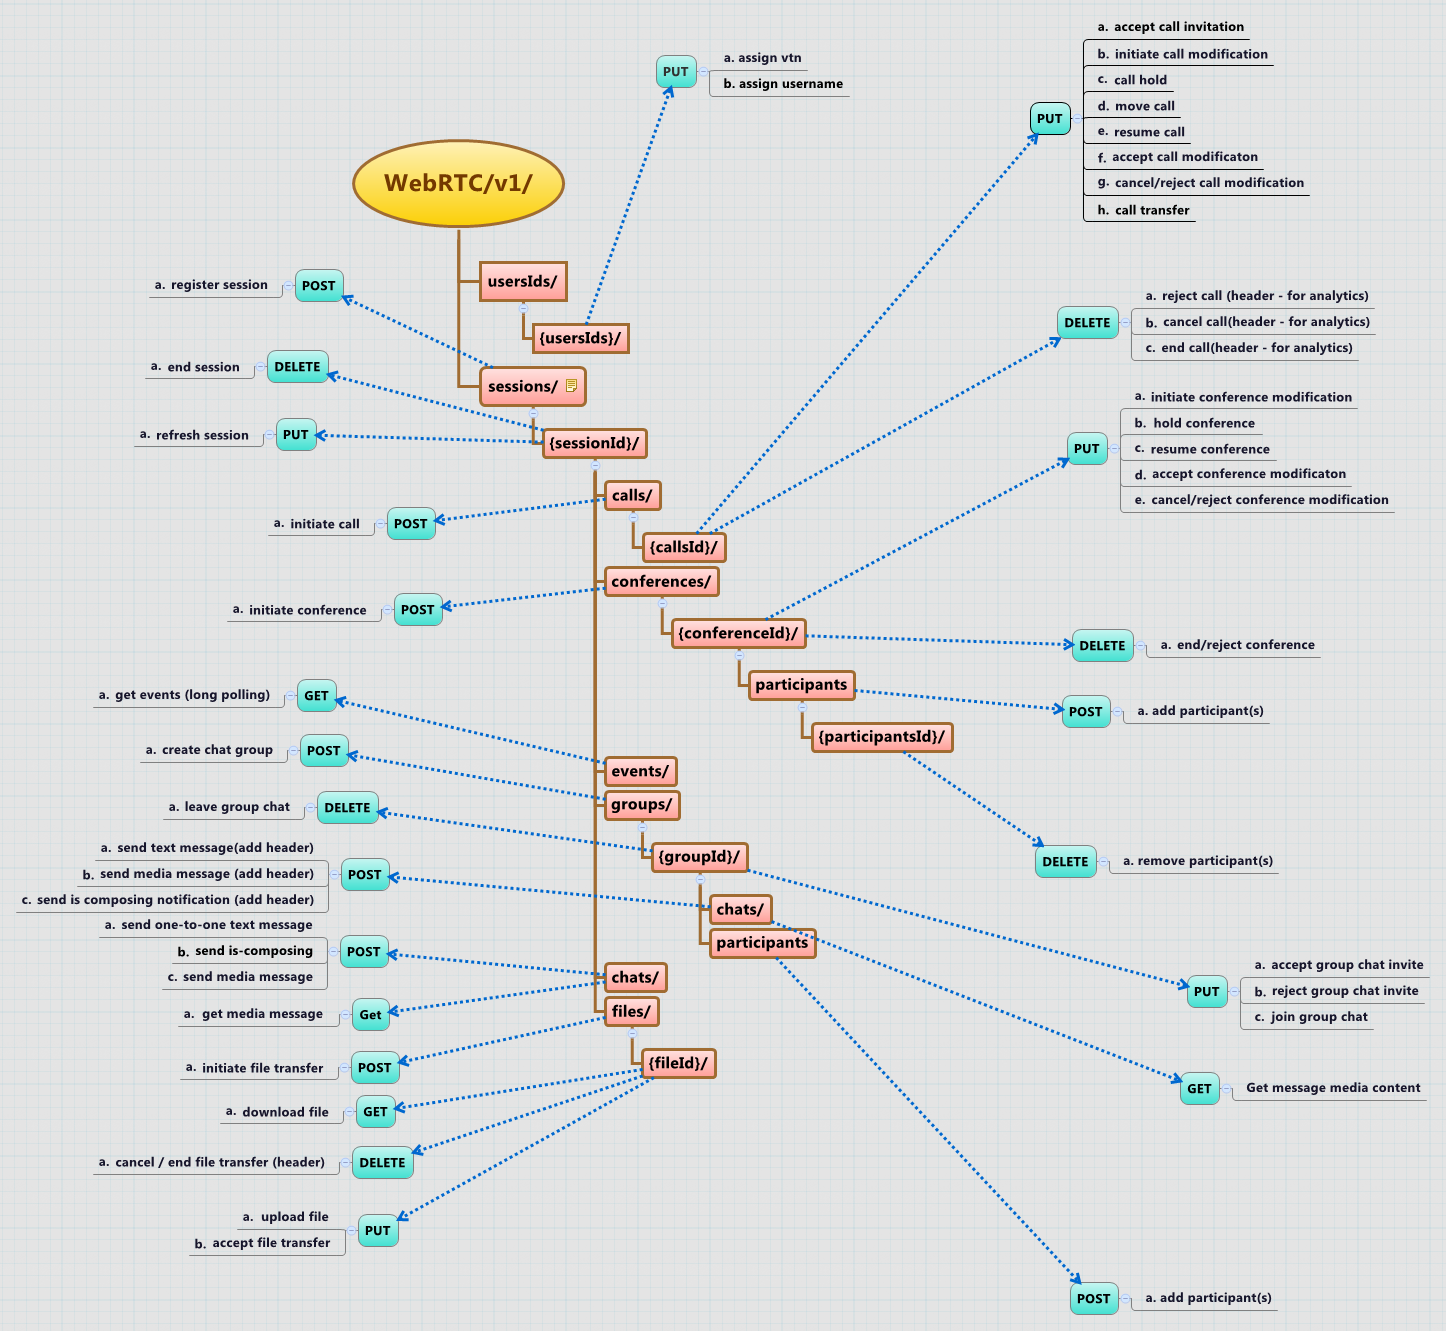 a. accept call invitation
b. initiate call modification
c. call hold
d. move call
e. resume call
f. accept call modificaton
g. cancel/reject call modification
h. call transfer
PUT
a. assign vtn
b. assign username
PUT
WebRTC/v1/
usersIds/
{usersIds}/
a. register session
POST
sessions/
a. end session
DELETE
a. refresh session
PUT
{sessionId}/
a. reject call (header - for analytics)
b. cancel call(header - for analytics)
c. end call(header - for analytics)
DELETE
a. initiate conference modification
b. hold conference
c. resume conference
d. accept conference modificaton
e. cancel/reject conference modification
PUT
calls/
a. initiate call
POST
{callsId}/
conferences/
a. initiate conference
POST
{conferenceId}/
DELETE
a. end/reject conference
participants
POST
a. add participant(s)
{participantsId}/
DELETE
a. remove participant(s)
a. get events (long polling)
GET
a. create chat group
POST
events/
groups/
a. leave group chat
DELETE
{groupId}/
a. send text message(add header)
b. send media message (add header)
c. send is composing notification (add header)
POST
chats/
participants
a. send one-to-one text message
b. send is-composing
c. send media message
POST
chats/
a. get media message
Get
files/
{fileId}/
a. initiate file transfer
POST
a. download file
GET
a. cancel / end file transfer (header)
DELETE
a. upload file
b. accept file transfer
PUT
PUT
a. accept group chat invite
b. reject group chat invite
c. join group chat
GET
Get message media content
POST
a. add participant(s)